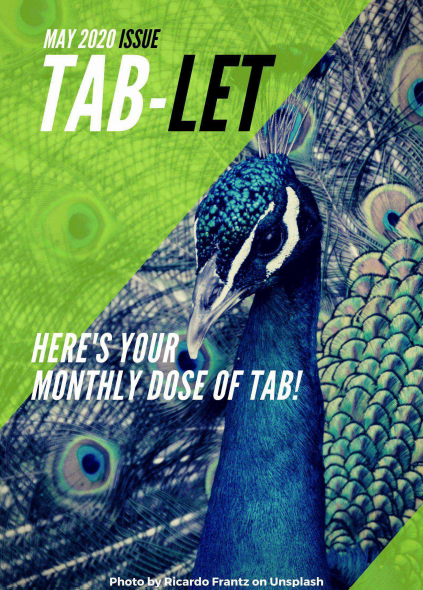 MAY 2020 ISSUE
TAB-LET
HERE'S YOUR
MONTHLY DOSE OF TAB!
Photo by Ricardo Frantz on Unsplash